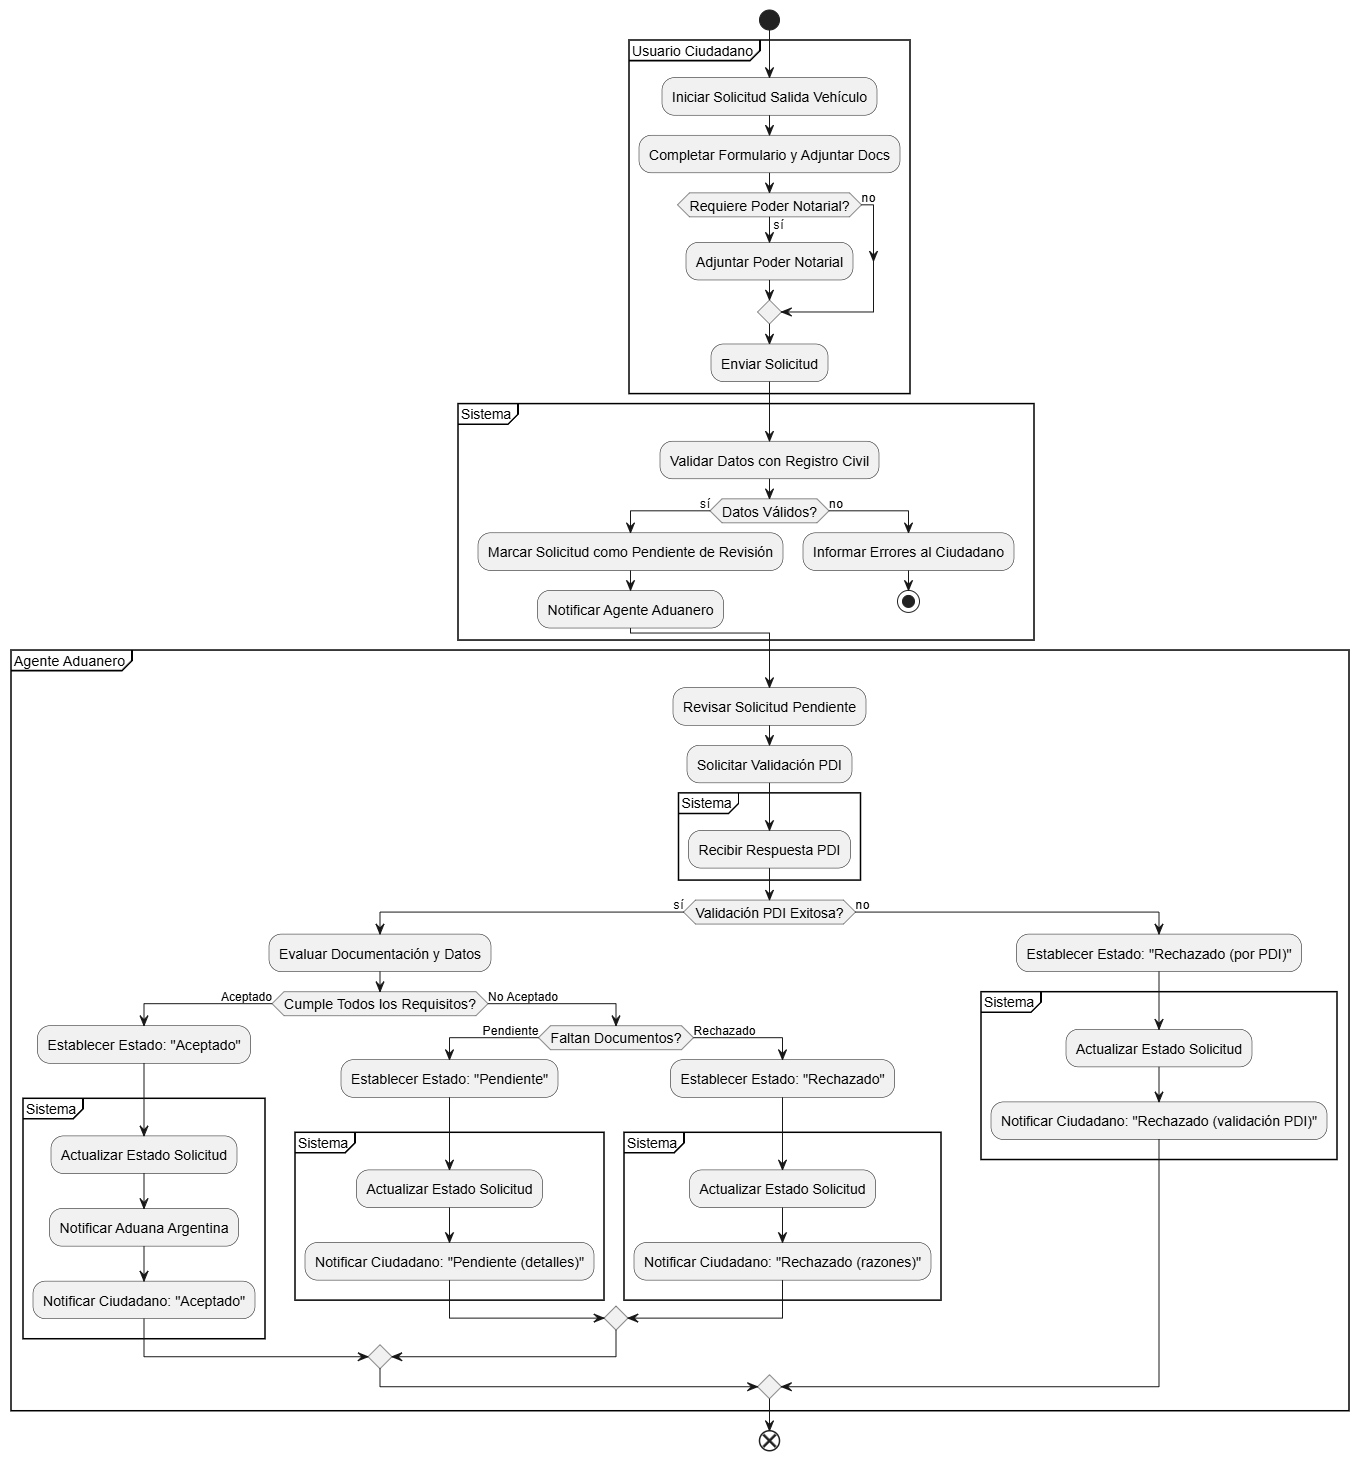 Usuario Ciudadano
Iniciar Solicitud Salida Vehículo
Completar Formulario y Adjuntar Docs
Requiere Poder Notarial?
no
sí
Adjuntar Poder Notarial
Enviar Solicitud
Sistema
Validar Datos con Registro Civil
sí
Datos Válidos?
no
Marcar Solicitud como Pendiente de Revisión
Informar Errores al Ciudadano
Notificar Agente Aduanero
Agente Aduanero
Revisar Solicitud Pendiente
Solicitar Validación PDI
Sistema
Recibir Respuesta PDI
sí
Validación PDI Exitosa?
no
Evaluar Documentación y Datos
Establecer Estado: "Rechazado (por PDI)"
Aceptado
Cumple Todos los Requisitos?
No Aceptado
Sistema
Establecer Estado: "Aceptado"
Pendiente
Faltan Documentos?
Rechazado
Actualizar Estado Solicitud
Establecer Estado: "Pendiente"
Establecer Estado: "Rechazado"
Sistema
Notificar Ciudadano: "Rechazado (validación PDI)"
Sistema
Sistema
Actualizar Estado Solicitud
Actualizar Estado Solicitud
Actualizar Estado Solicitud
Notificar Aduana Argentina
Notificar Ciudadano: "Pendiente (detalles)"
Notificar Ciudadano: "Rechazado (razones)"
Notificar Ciudadano: "Aceptado"